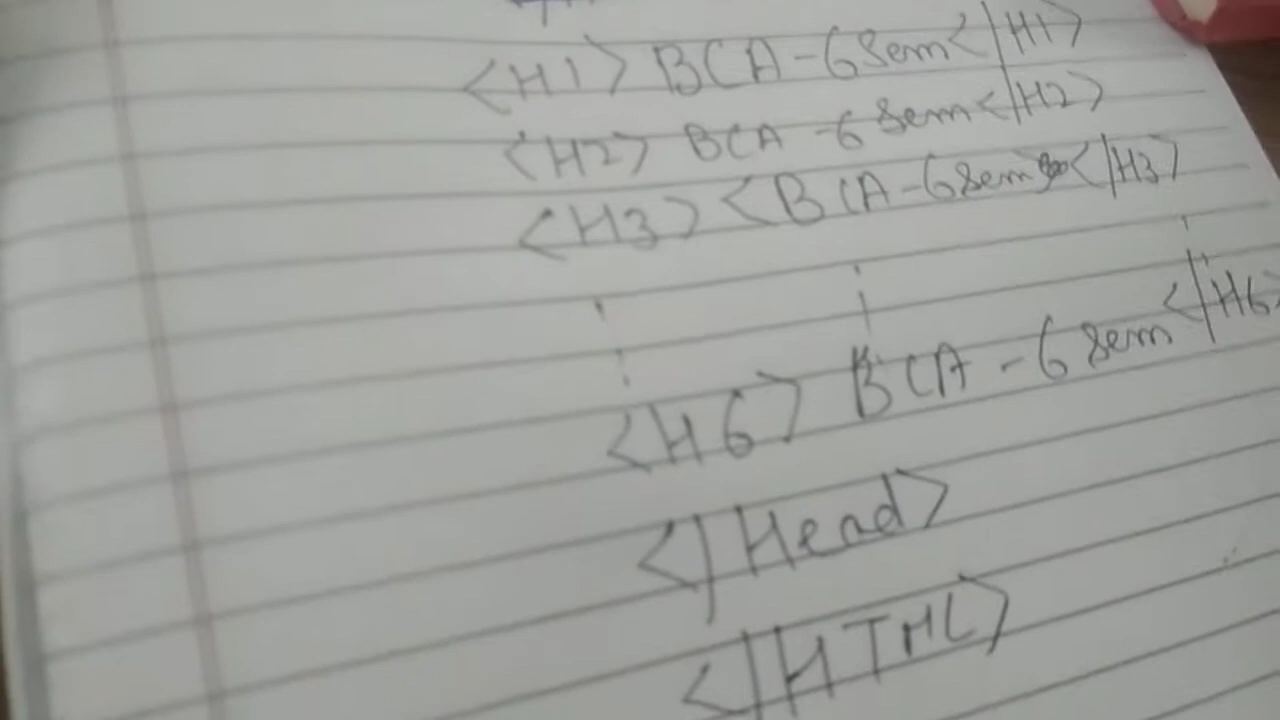 <H1> BCA-6 Sem</H1>
<H2> BCA -6 Sem</H2>
<H3> <BCA-6 Sem</H3>
<H6> BCA - 6 Sem</H6>
</Head>
</HTML>